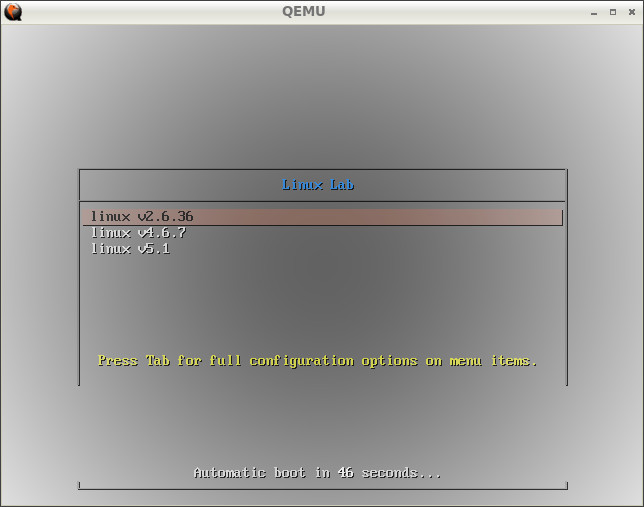 QEMU
Linux Lab
linux v2.6.36
linux v4.6.7
linux v5.1
Press Tab for full configuration options on menu items.
Automatic boot in 46 seconds...